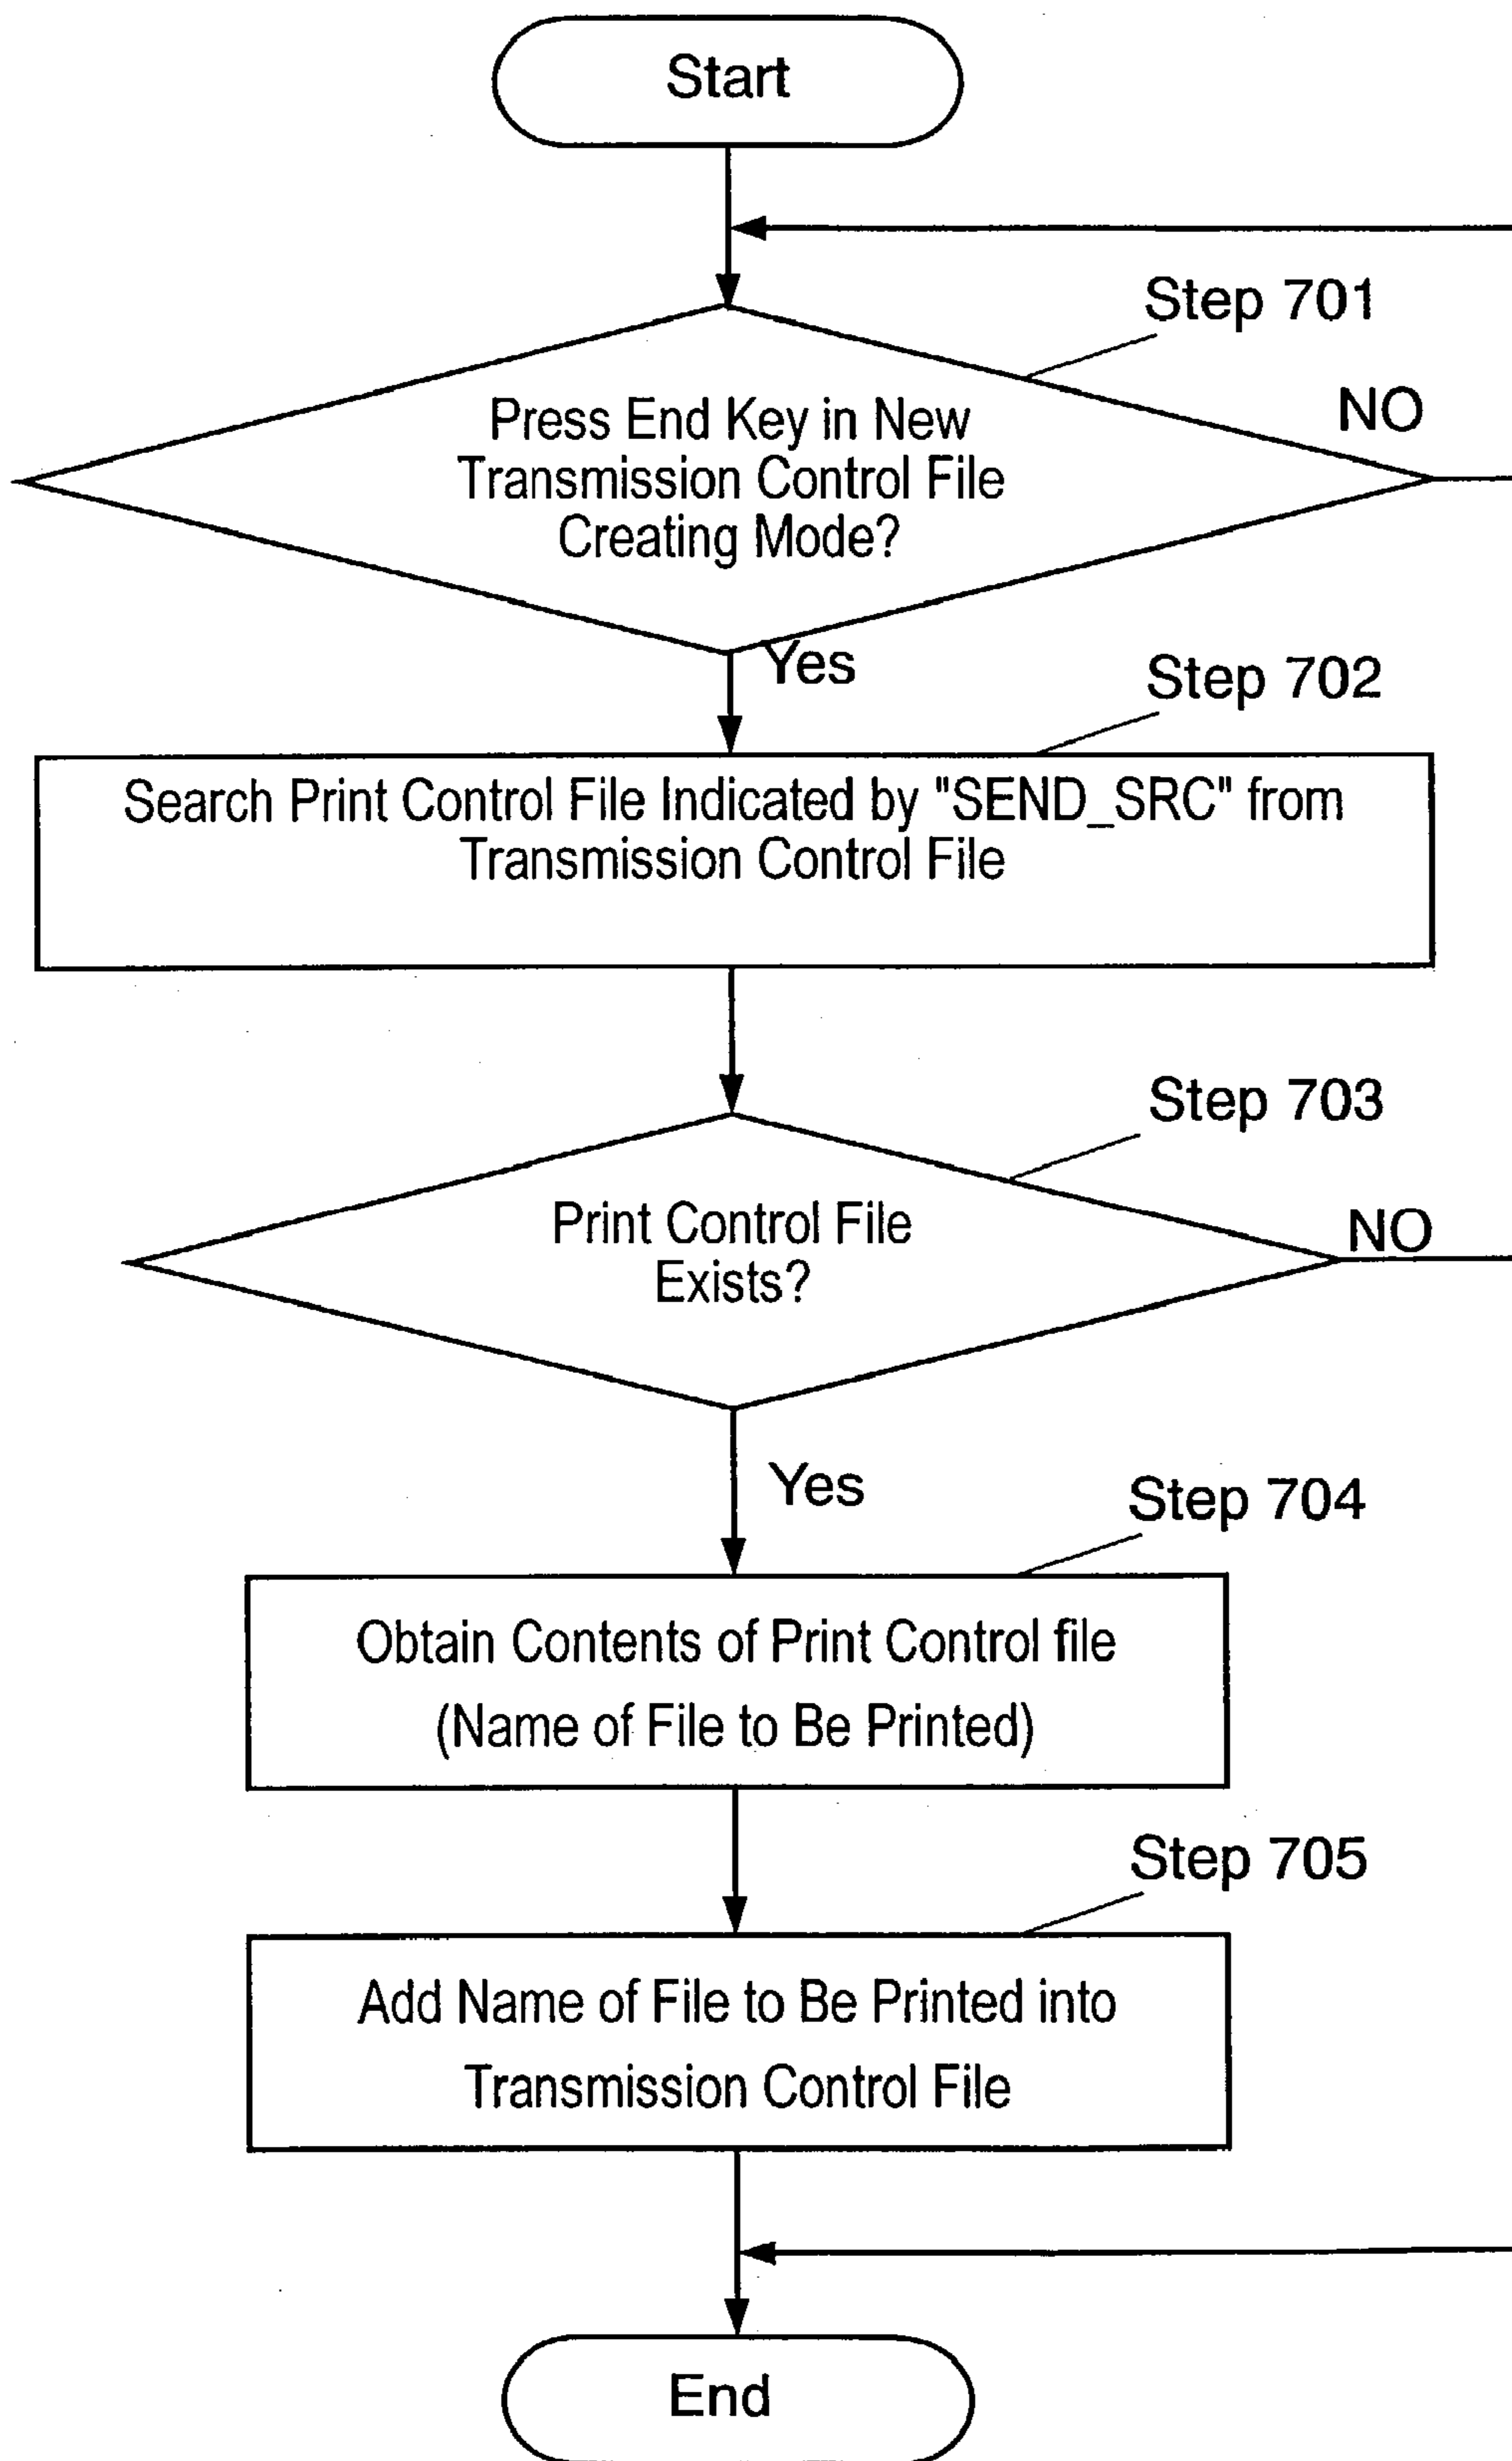 Start
Step 701
Press End Key in New
Transmission Control File
Creating Mode?
NO
Yes
Step 702
Search Print Control File Indicated by "SEND_SRC" from
Transmission Control File
Step 703
Print Control File
Exists?
NO
Yes
Step 704
Obtain Contents of Print Control file
(Name of File to Be Printed)
Step 705
Add Name of File to Be Printed into
Transmission Control File
End